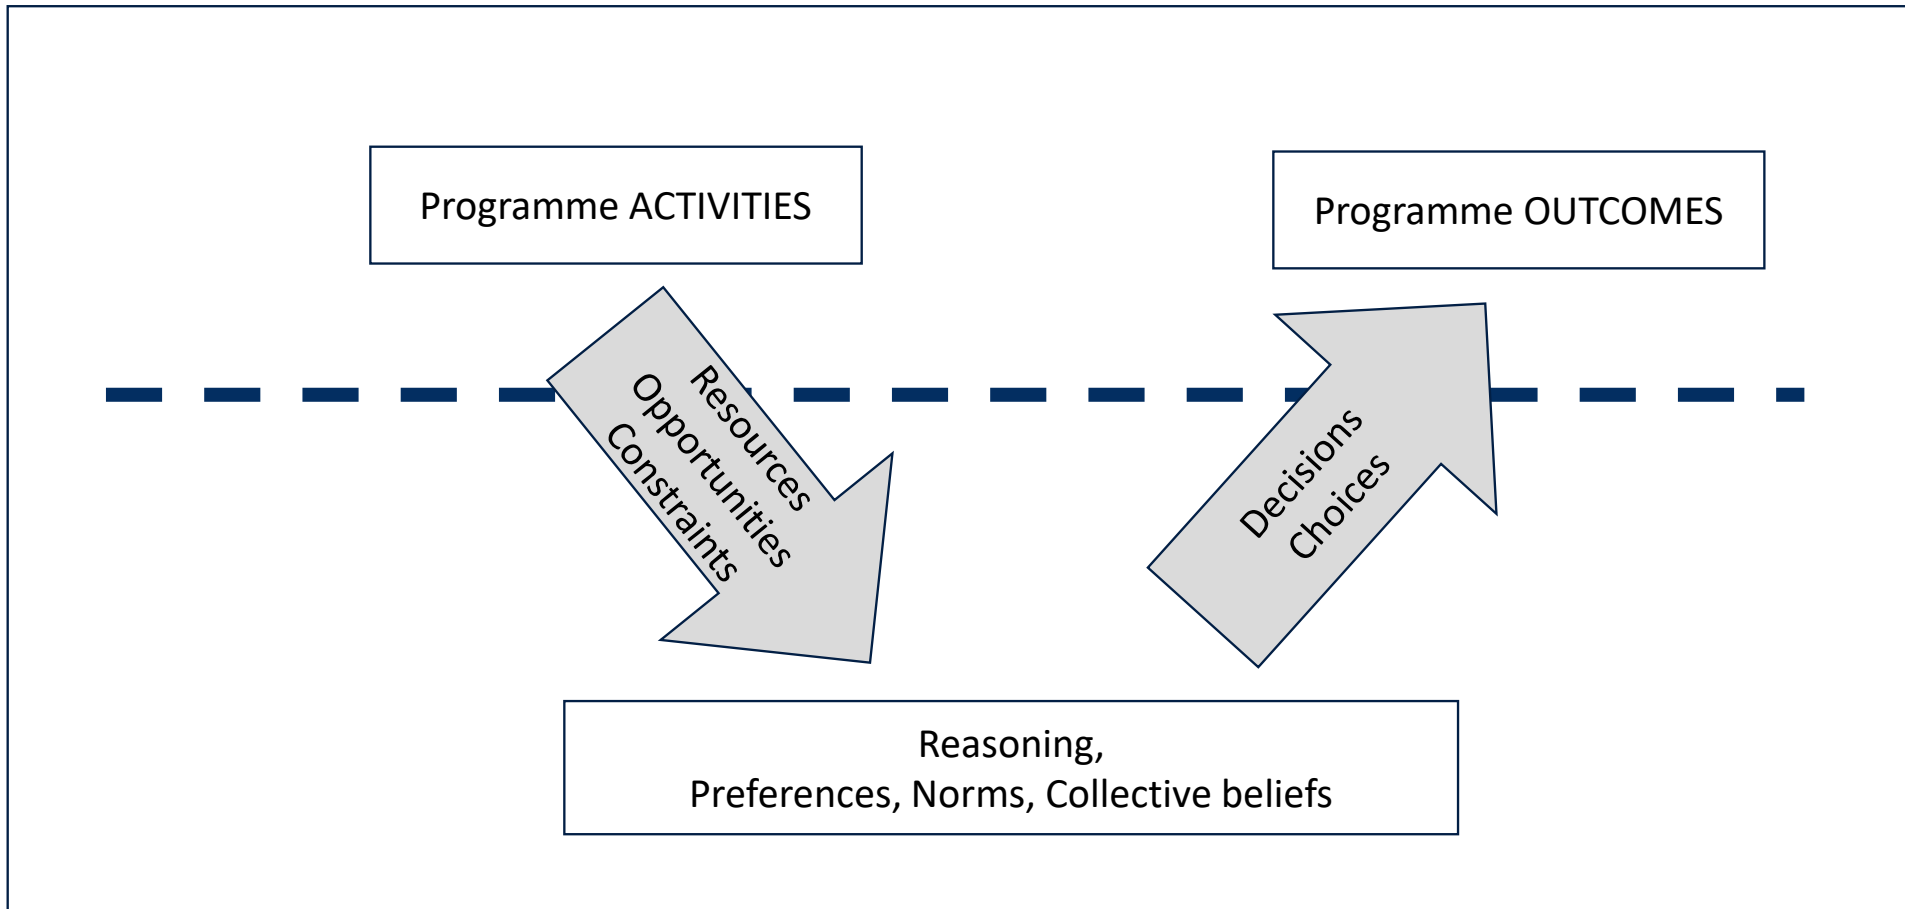 Programme ACTIVITIES
Programme OUTCOMES
Resources
Opportunities
Constraints
Decisions
Choices
Reasoning,
Preferences, Norms, Collective beliefs